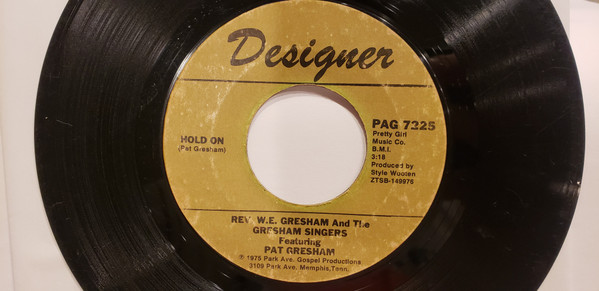 Designer
HOLD ON
(Pat Gresham)
PAG 7225
Pretty Girl
Music Co.
B.M.I.
3:18
Produced by
Style Wooten
ZTSB-149976
REV. W.E. GRESHAM And The
GRESHAM SINGERS
Featuring
PAT GRESHAM
℗ 1975 Park Ave. Gospel Productions
3109 Park Ave. Memphis,Tenn.